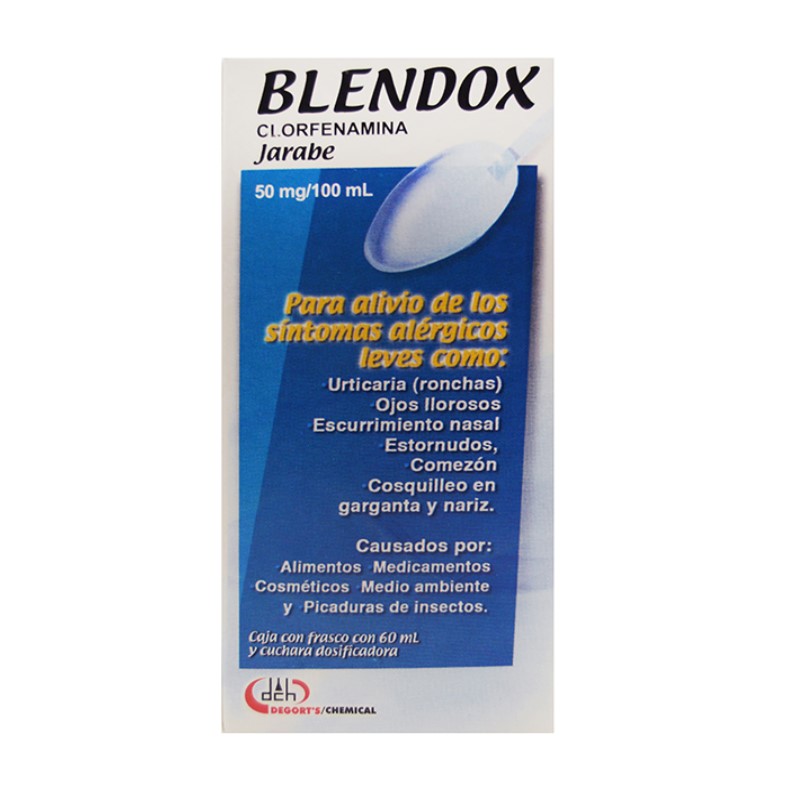 BLENDOX
CLORFENAMINA
Jarabe
50 mg/100 mL
Para alivio de los
síntomas alérgicos
leves como:
·Urticaria (ronchas)
·Ojos llorosos
·Escurrimiento nasal
·Estornudos,
·Comezón
·Cosquilleo en
garganta y nariz.
Causados por:
·Alimentos ·Medicamentos
·Cosméticos ·Medio ambiente
y ·Picaduras de insectos.
Caja con frasco con 60 mL
y cuchara dosificadora
dch
DEGORT'S/CHEMICAL